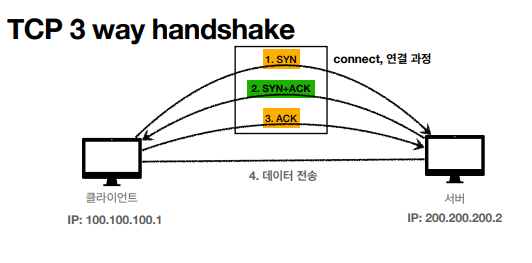 TCP 3 way handshake
1. SYN
connect, 연결 과정
2. SYN+ACK
3. ACK
4. 데이터 전송
클라이언트
서버
IP: 100.100.100.1
IP: 200.200.200.2